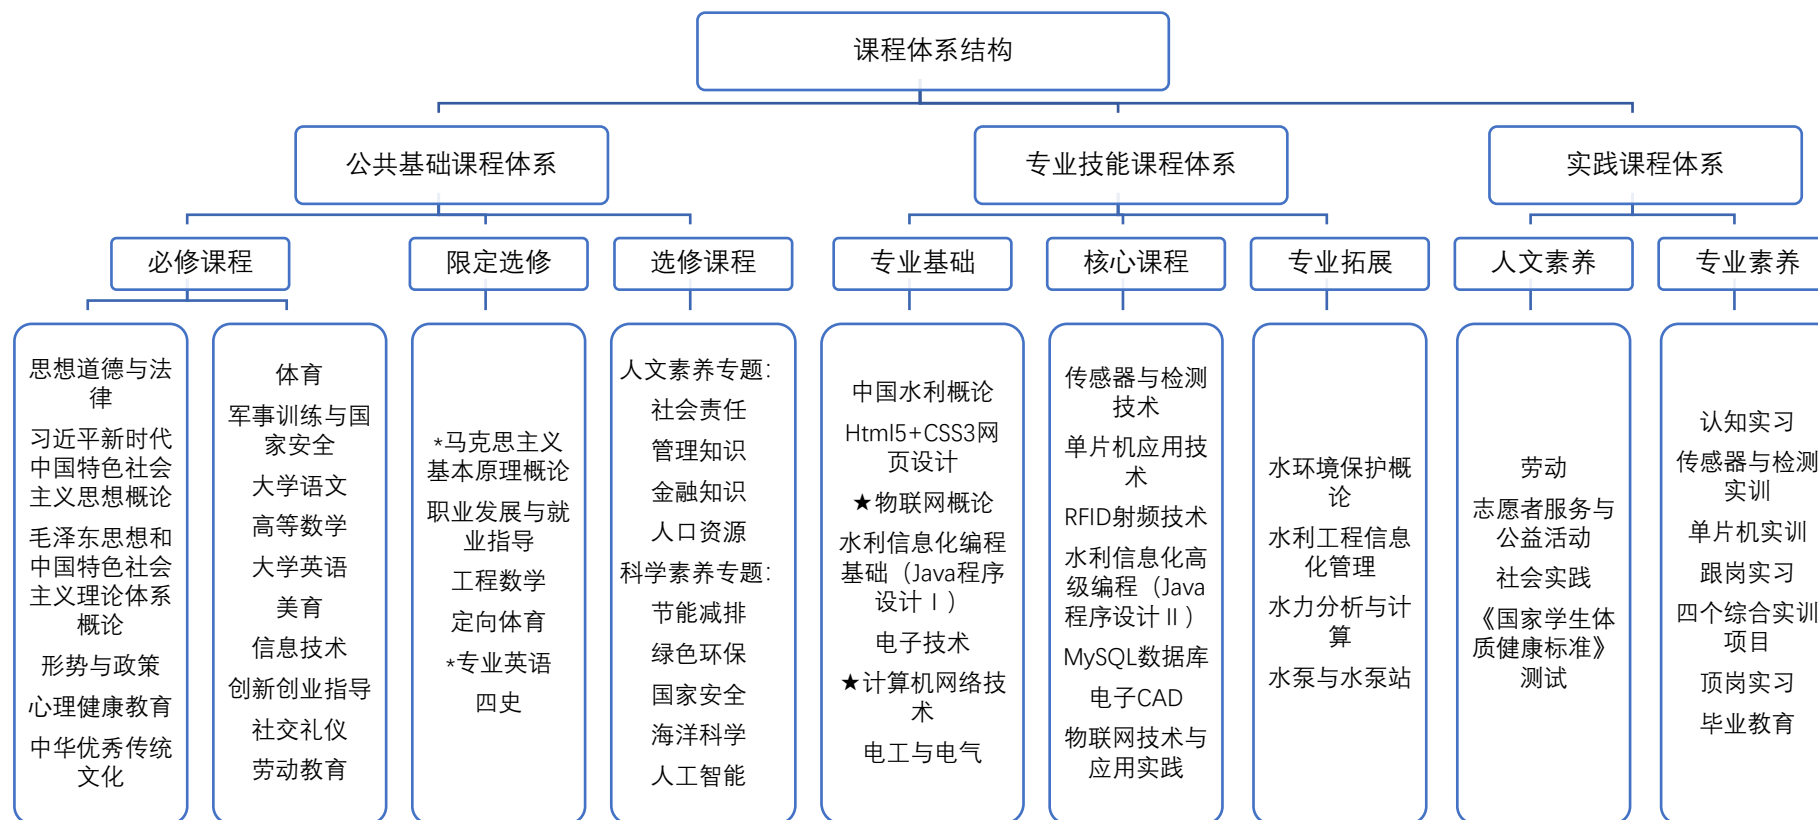 课程体系结构
公共基础课程体系
专业技能课程体系
实践课程体系
必修课程
限定选修
选修课程
专业基础
核心课程
专业拓展
人文素养
专业素养
思想道德与法
律
习近平新时代
中国特色社会
主义思想概论
毛泽东思想和
中国特色社会
主义理论体系
概论
形势与政策
心理健康教育
中华优秀传统
文化
体育
军事训练与国
家安全
大学语文
高等数学
大学英语
美育
信息技术
创新创业指导
社交礼仪
劳动教育
*马克思主义
基本原理概论
职业发展与就
业指导
工程数学
定向体育
*专业英语
四史
人文素养专题：
社会责任
管理知识
金融知识
人口资源
科学素养专题：
节能减排
绿色环保
国家安全
海洋科学
人工智能
中国水利概论
Html5+CSS3网
页设计
★物联网概论
水利信息化编程
基础（Java程序
设计Ⅰ）
电子技术
★计算机网络技
术
电工与电气
传感器与检测
技术
单片机应用技
术
RFID射频技术
水利信息化高
级编程（Java
程序设计Ⅱ）
MySQL数据库
电子CAD
物联网技术与
应用实践
水环境保护概
论
水利工程信息
化管理
水力分析与计
算
水泵与水泵站
劳动
志愿者服务与
公益活动
社会实践
《国家学生体
质健康标准》
测试
认知实习
传感器与检测
实训
单片机实训
跟岗实习
四个综合实训
项目
顶岗实习
毕业教育